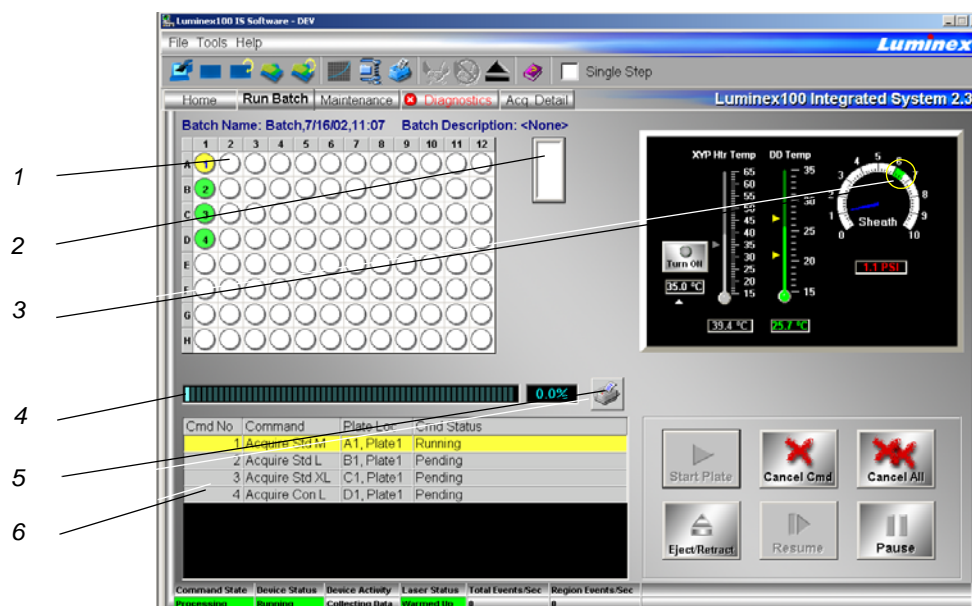 Luminex100 IS Software - DEV
File Tools Help
Luminex
Single Step
Home Run Batch Maintenance Diagnostics Acq. Detail
Luminex100 Integrated System 2.3
Batch Name: Batch,7/16/02,11:07 Batch Description: <None>
1 2 3 4 5 6 7 8 9 10 11 12
A 1
B 2
C 3
D 4
E
F
G
H
XYP Htr Temp DD Temp
65
60
55
50
45
40
35
30
25
20
15
35
30
25
20
15
0 1 2 3 4 5 6 7 8 9 10
Sheath
Turn Off
35.0 °C
1.1 PSI
39.4 °C 25.7 °C
0.0%
Cmd No Command Plate Loc Cmd Status
1 Acquire Std M A1, Plate1 Running
2 Acquire Std L B1, Plate1 Pending
3 Acquire Std XL C1, Plate1 Pending
4 Acquire Con L D1, Plate1 Pending
Start Plate Cancel Cmd Cancel All
Eject/Retract Resume Pause
Command State Device Status Device Activity Laser Status Total Events/Sec Region Events/Sec
Processing Running Collecting Data Warmed Up 0 0
1
2
3
4
5
6